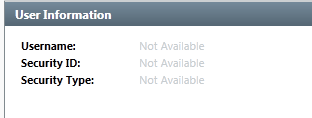 User Information
Username: Not Available
Security ID: Not Available
Security Type: Not Available